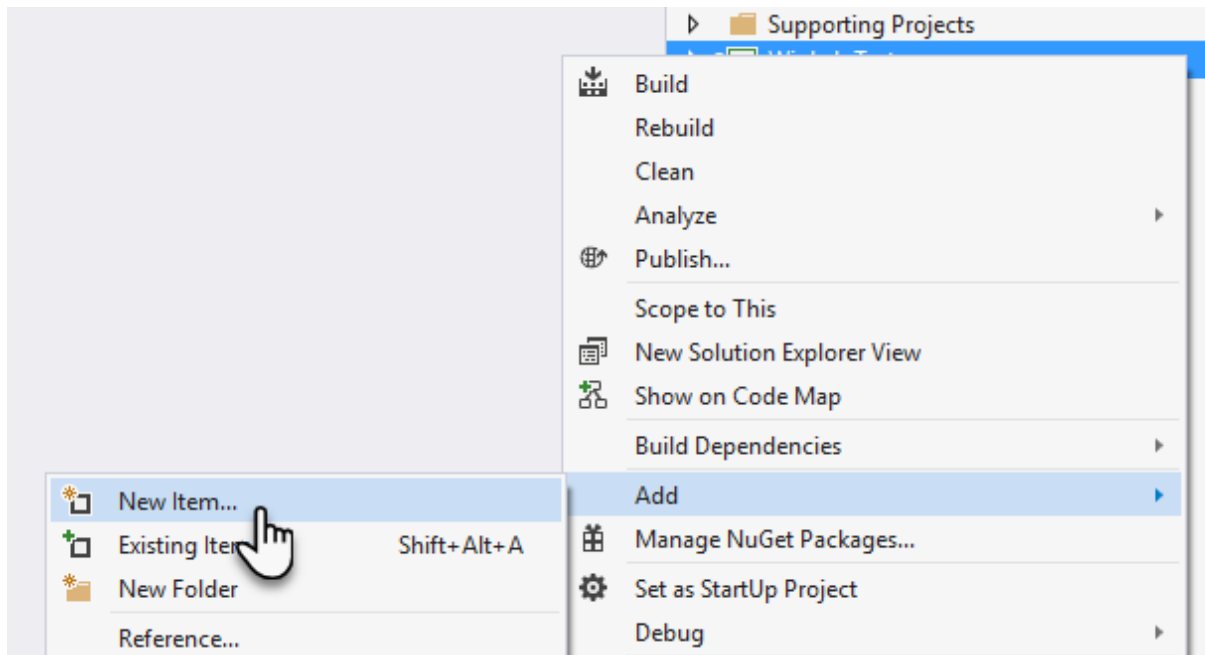 Supporting Projects
Build
Rebuild
Clean
Analyze
Publish...
Scope to This
New Solution Explorer View
Show on Code Map
Build Dependencies
Add
Manage NuGet Packages...
Set as StartUp Project
Debug
New Item...
Existing Shift+Alt+A
New Folder
Reference...